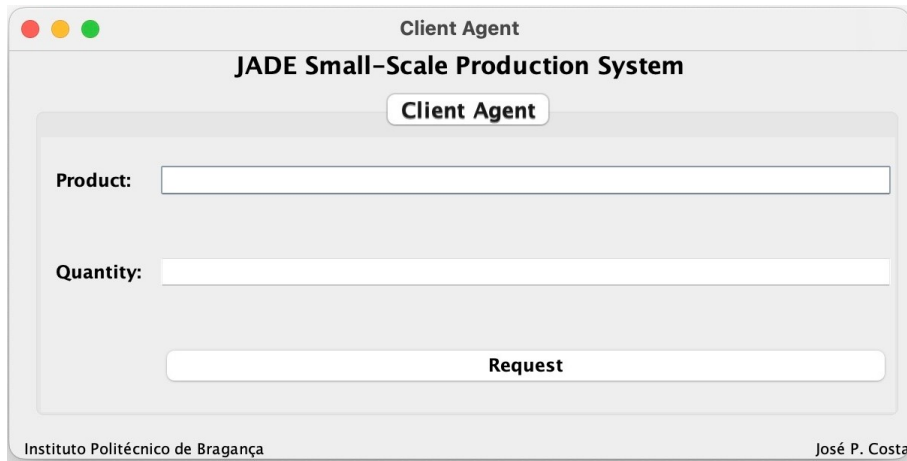 Client Agent
JADE Small-Scale Production System
Client Agent
Product:
Quantity:
Request
Instituto Politécnico de Bragança José P. Costa